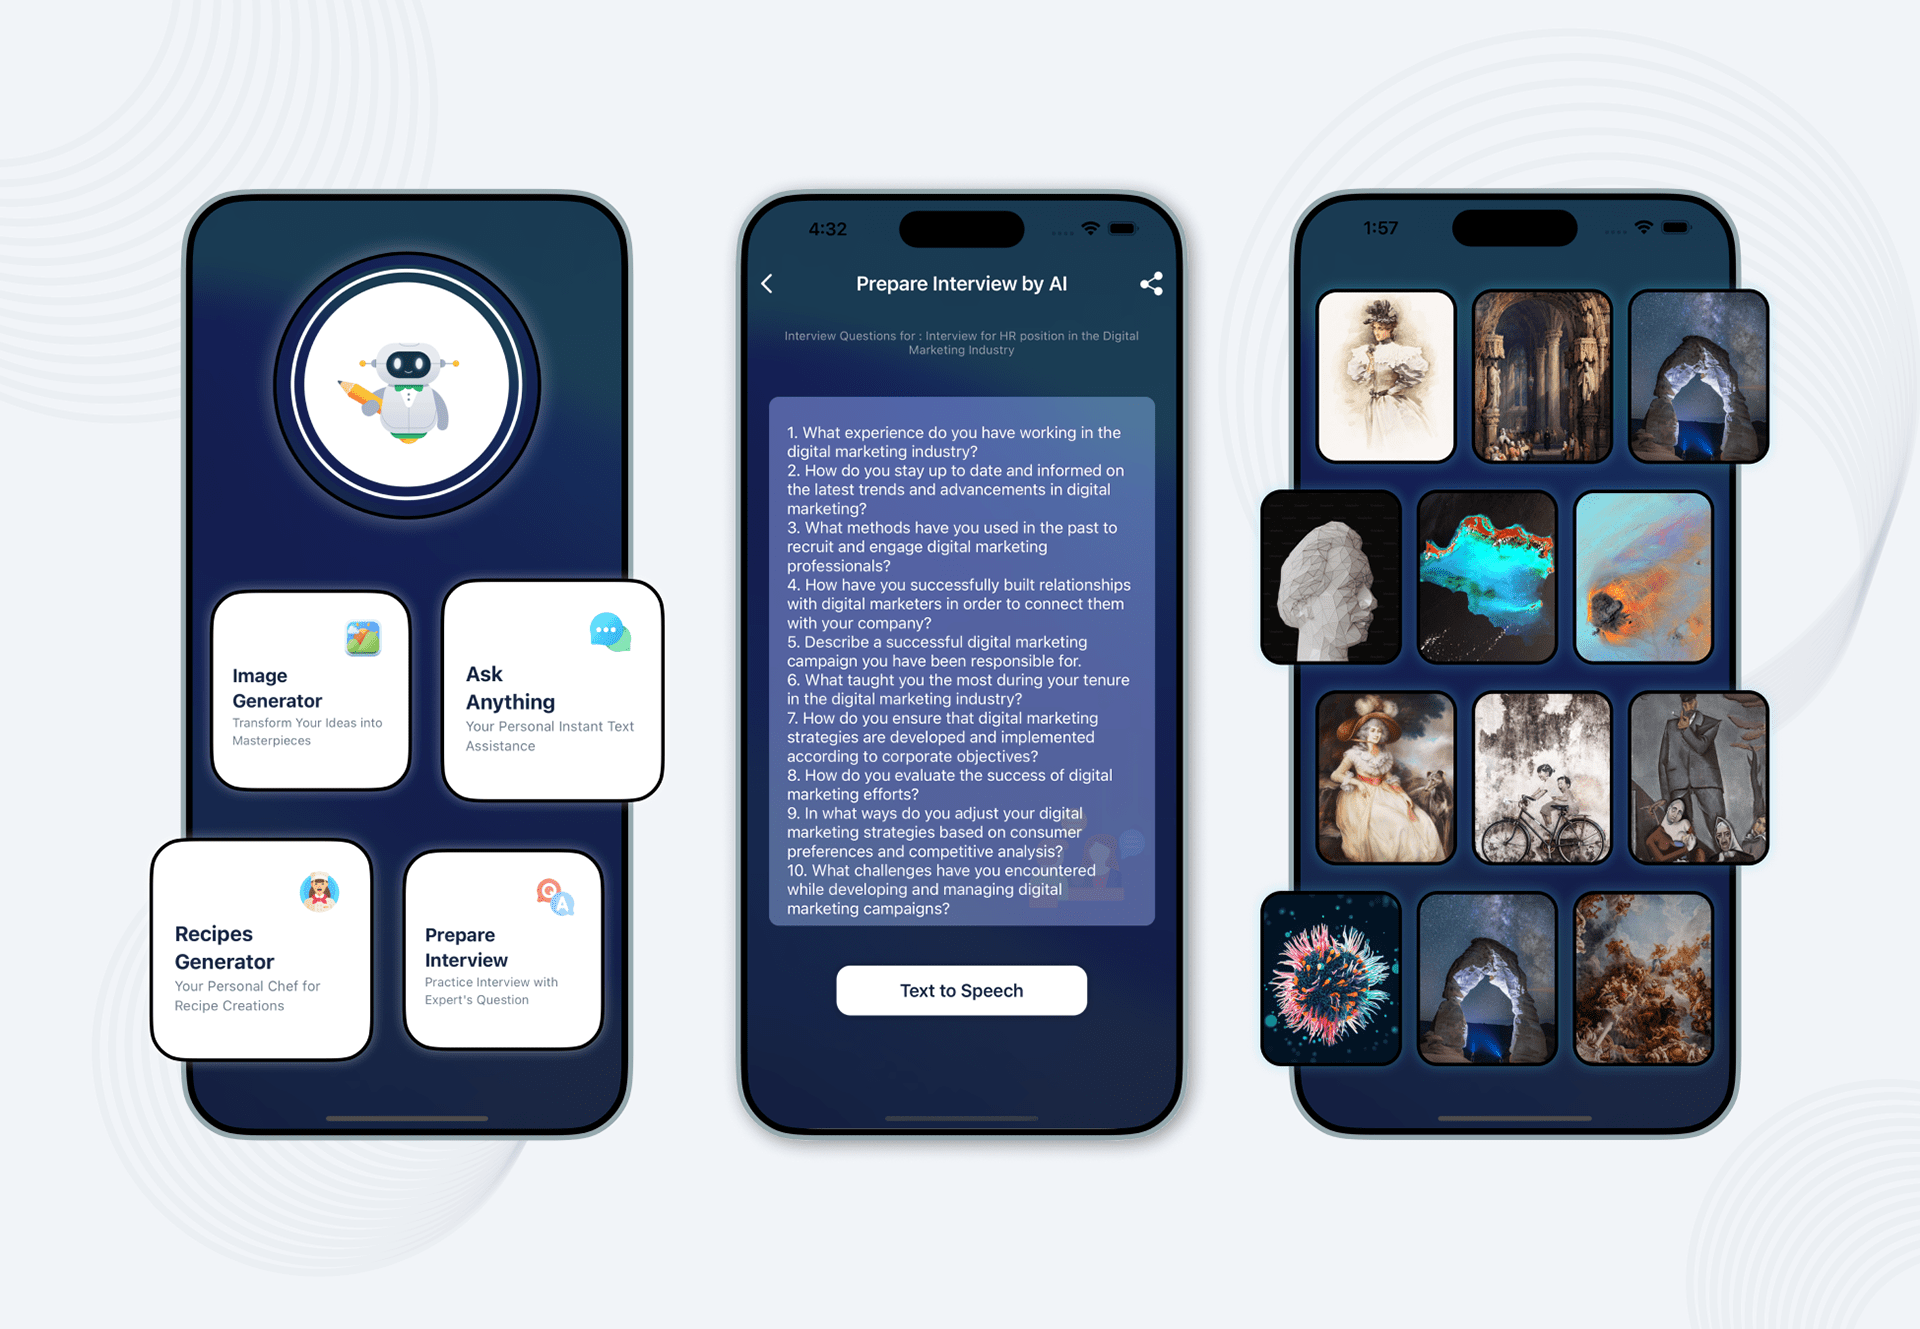 Image
Generator
Transform Your Ideas into
Masterpieces
Ask
Anything
Your Personal Instant Text
Assistance
Recipes
Generator
Your Personal Chef for
Recipe Creations
Q
A
Prepare
Interview
Practice Interview with
Expert's Question
4:32
Prepare Interview by AI
Interview Questions for : Interview for HR position in the Digital
Marketing Industry
1. What experience do you have working in the
digital marketing industry?
2. How do you stay up to date and informed on
the latest trends and advancements in digital
marketing?
3. What methods have you used in the past to
recruit and engage digital marketing
professionals?
4. How have you successfully built relationships
with digital marketers in order to connect them
with your company?
5. Describe a successful digital marketing
campaign you have been responsible for.
6. What taught you the most during your tenure
in the digital marketing industry?
7. How do you ensure that digital marketing
strategies are developed and implemented
according to corporate objectives?
8. How do you evaluate the success of digital
marketing efforts?
9. In what ways do you adjust your digital
marketing strategies based on consumer
preferences and competitive analysis?
10. What challenges have you encountered
while developing and managing digital
marketing campaigns?
Text to Speech
1:57